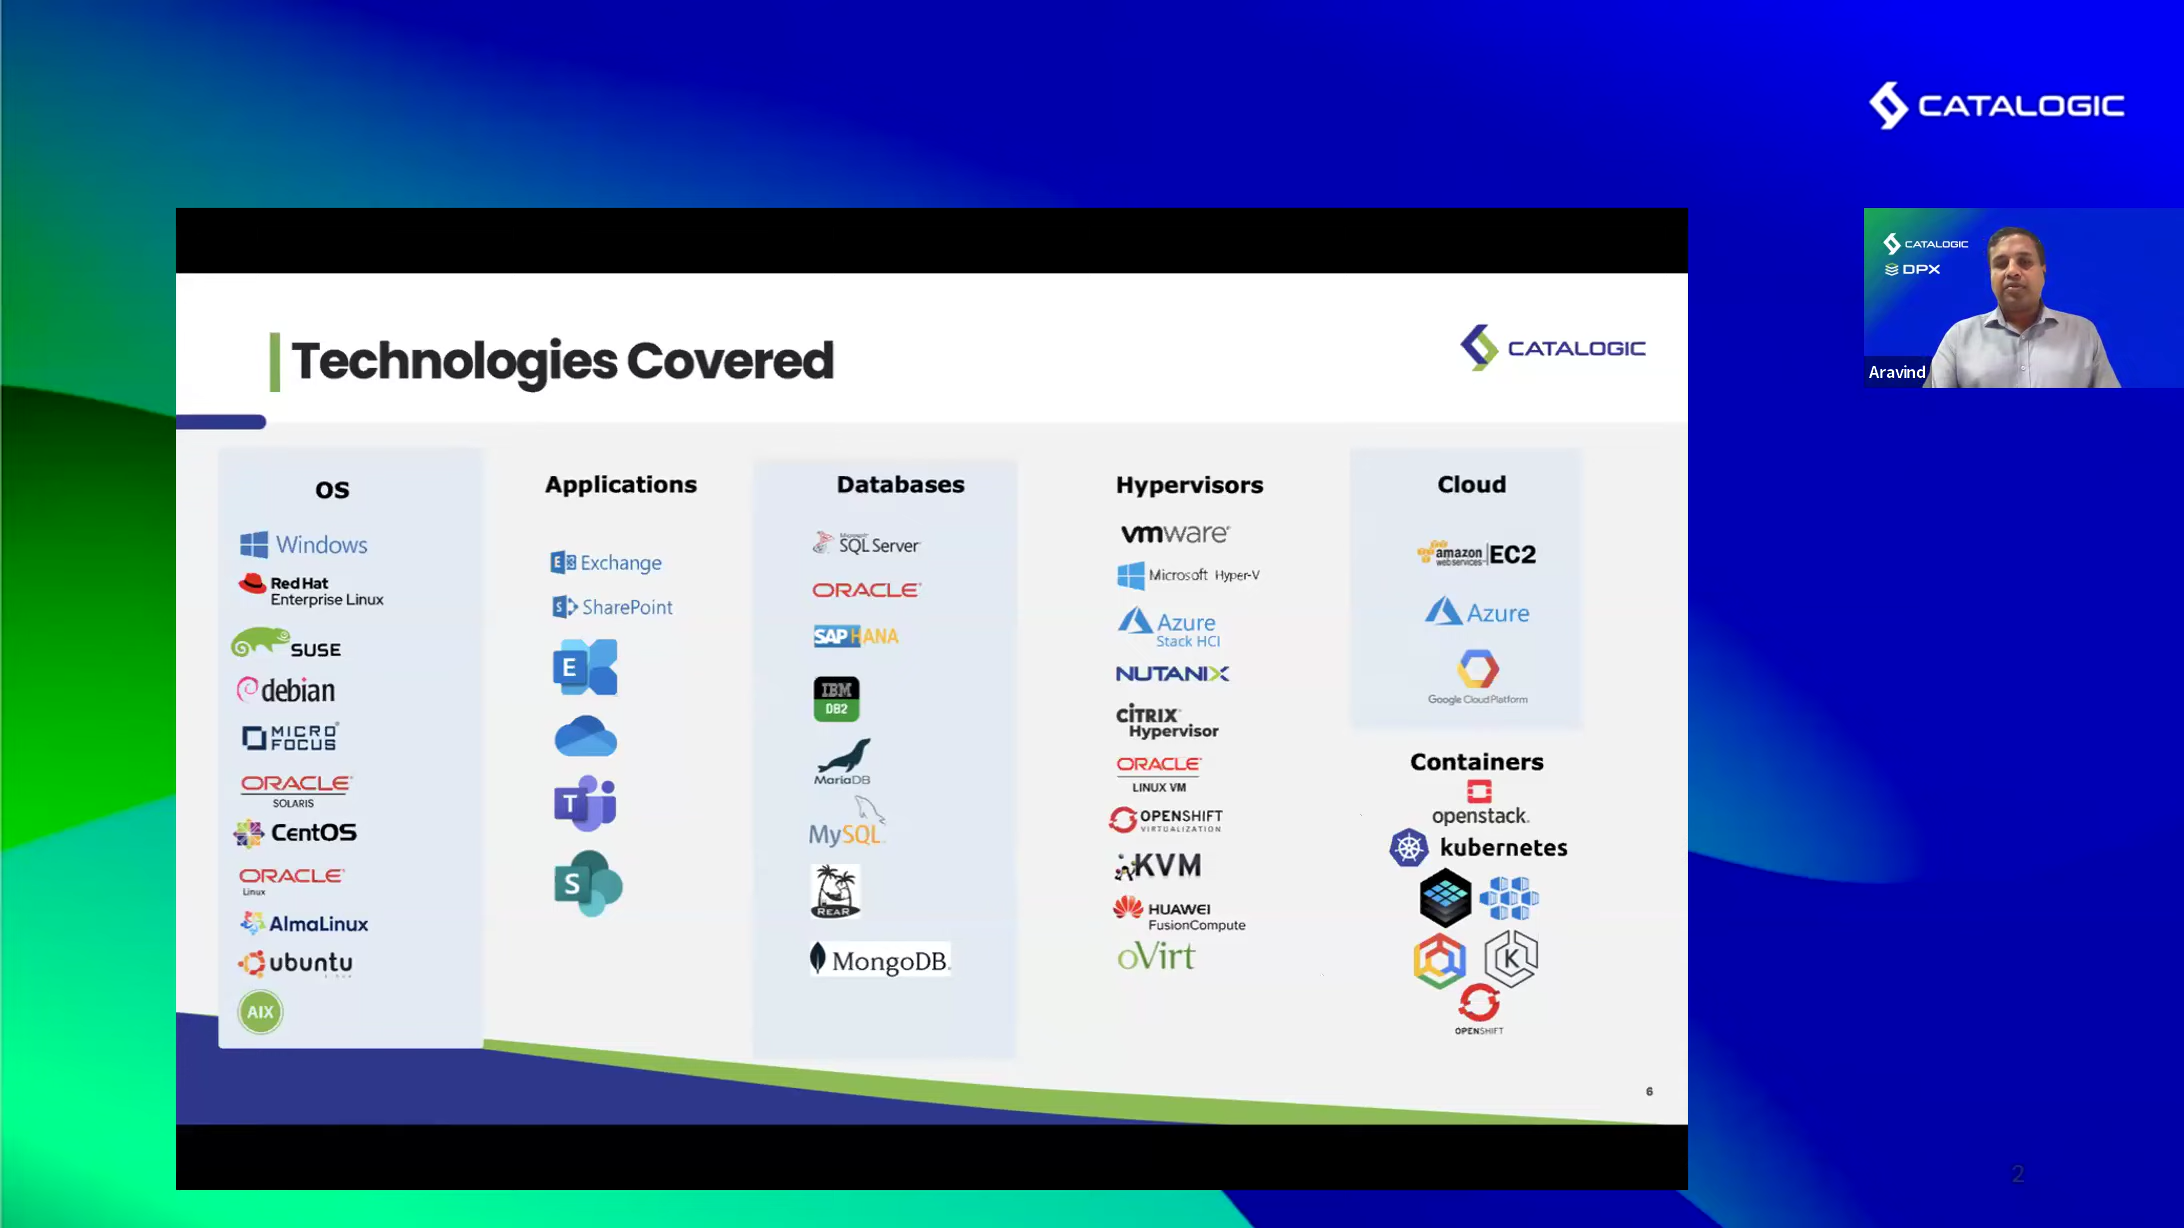 CATALOGIC
CATALOGIC
DPX
Aravind
Technologies Covered
CATALOGIC
OS
Windows
Red Hat
Enterprise Linux
SUSE
debian
MICRO
FOCUS
ORACLE
SOLARIS
CentOS
ORACLE
Linux
AlmaLinux
ubuntu
AIX
Applications
E Exchange
S SharePoint
E
T
S
Databases
Microsoft
SQL Server
ORACLE
SAP HANA
IBM
DB2
MariaDB
MySQL
REAR
MongoDB
Hypervisors
vmware
Microsoft Hyper-V
Azure
Stack HCI
NUTANIX
CITRIX
Hypervisor
ORACLE
LINUX VM
OPENSHIFT
VIRTUALIZATION
KVM
HUAWEI
FusionCompute
oVirt
Cloud
amazon
webservices
EC2
Azure
Google Cloud Platform
Containers
openstack.
kubernetes
K
OPENSHIFT
6
2